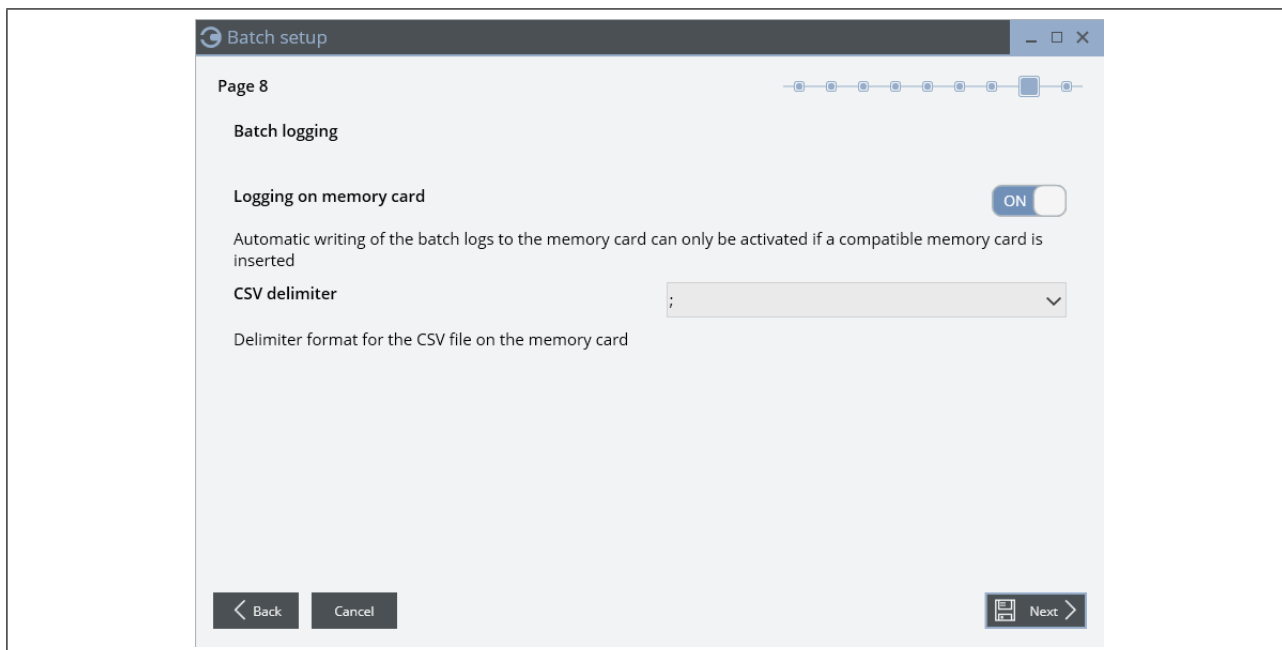 Batch setup
Page 8
Batch logging
Logging on memory card
ON
Automatic writing of the batch logs to the memory card can only be activated if a compatible memory card is
inserted
CSV delimiter
;
Delimiter format for the CSV file on the memory card
Back
Cancel
Next